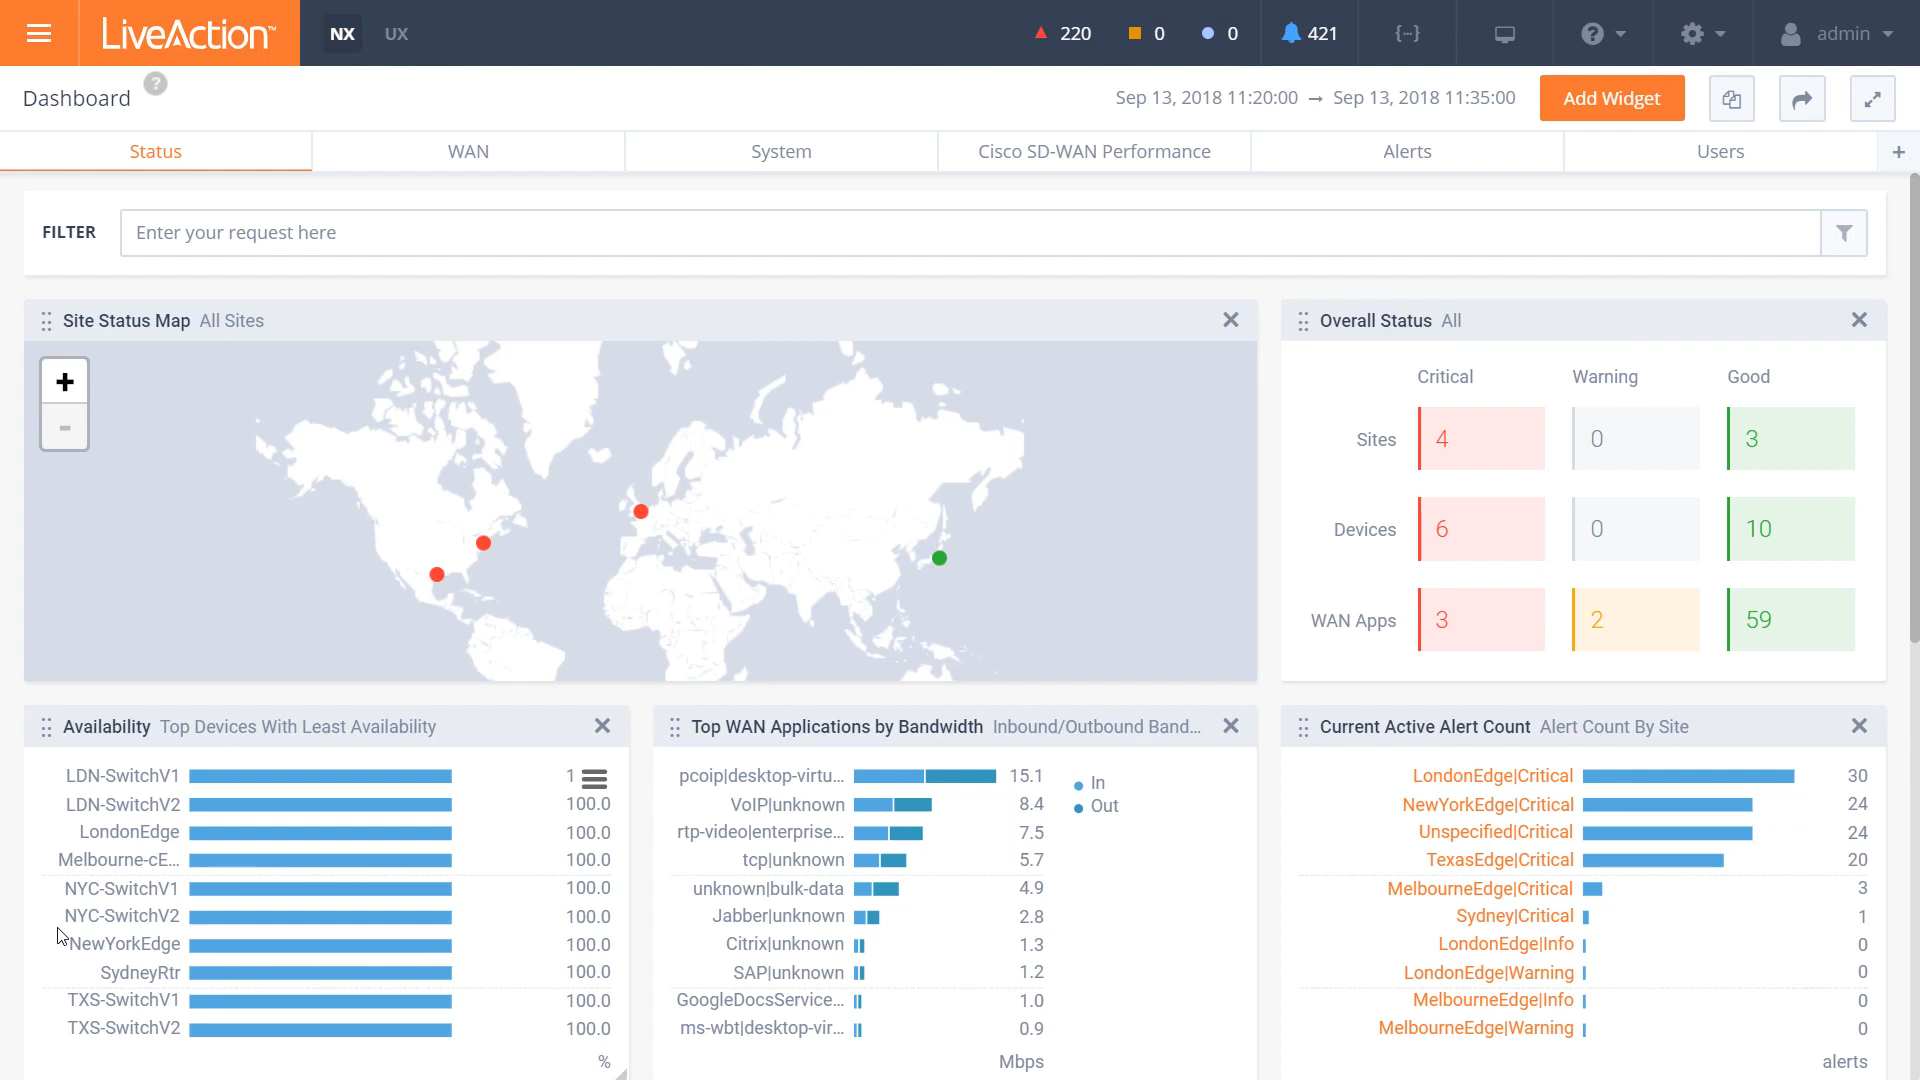 LiveAction™
NX UX
220 0 0 421 admin
Dashboard ?
Sep 13, 2018 11:20:00 → Sep 13, 2018 11:35:00 Add Widget
Status WAN System Cisco SD-WAN Performance Alerts Users +
FILTER Enter your request here
Site Status Map All Sites
+
-
Overall Status All
Critical Warning Good
Sites 4 0 3
Devices 6 0 10
WAN Apps 3 2 59
Availability Top Devices With Least Availability
LDN-SwitchV1 1
LDN-SwitchV2 100.0
LondonEdge 100.0
Melbourne-cE... 100.0
NYC-SwitchV1 100.0
NYC-SwitchV2 100.0
NewYorkEdge 100.0
SydneyRtr 100.0
TXS-SwitchV1 100.0
TXS-SwitchV2 100.0
%
Top WAN Applications by Bandwidth Inbound/Outbound Band...
pcoip|desktop-virtu... 15.1
VoIP|unknown 8.4
rtp-video|enterprise... 7.5
tcp|unknown 5.7
unknown|bulk-data 4.9
Jabber|unknown 2.8
Citrix|unknown 1.3
SAP|unknown 1.2
GoogleDocsService... 1.0
ms-wbt|desktop-vir... 0.9
Mbps
In
Out
Current Active Alert Count Alert Count By Site
LondonEdge|Critical 30
NewYorkEdge|Critical 24
Unspecified|Critical 24
TexasEdge|Critical 20
MelbourneEdge|Critical 3
Sydney|Critical 1
LondonEdge|Info 0
LondonEdge|Warning 0
MelbourneEdge|Info 0
MelbourneEdge|Warning 0
alerts